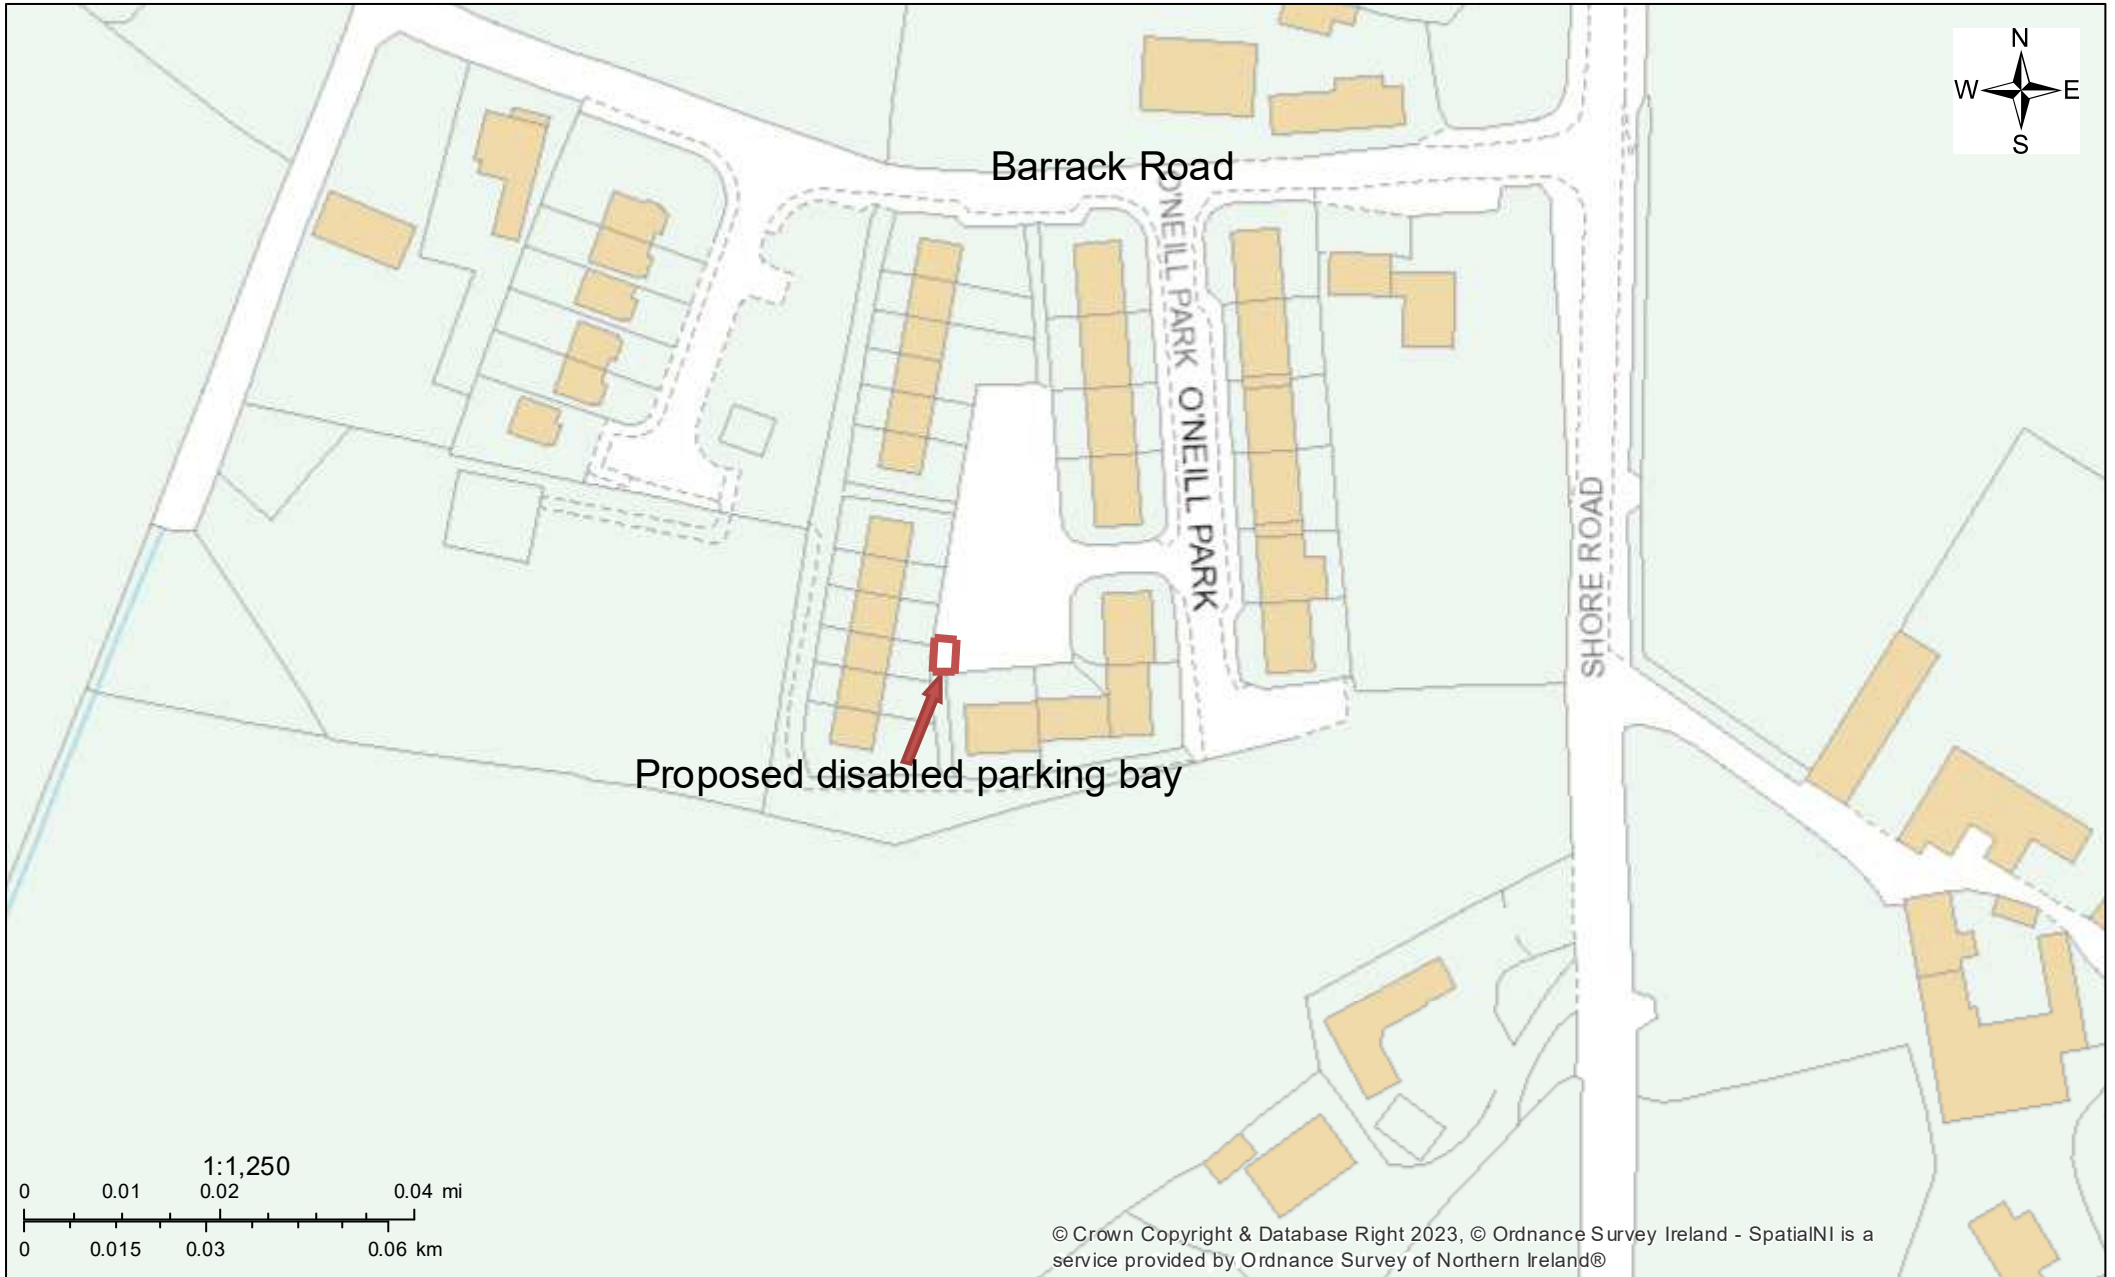 N
W E
S
Barrack Road
O'NEILL PARK
O'NEILL PARK
SHORE ROAD
Proposed disabled parking bay
1:1,250
0 0.01 0.02 0.04 mi
0 0.015 0.03 0.06 km
© Crown Copyright & Database Right 2023, © Ordnance Survey Ireland - SpatialNI is a
service provided by Ordnance Survey of Northern Ireland®